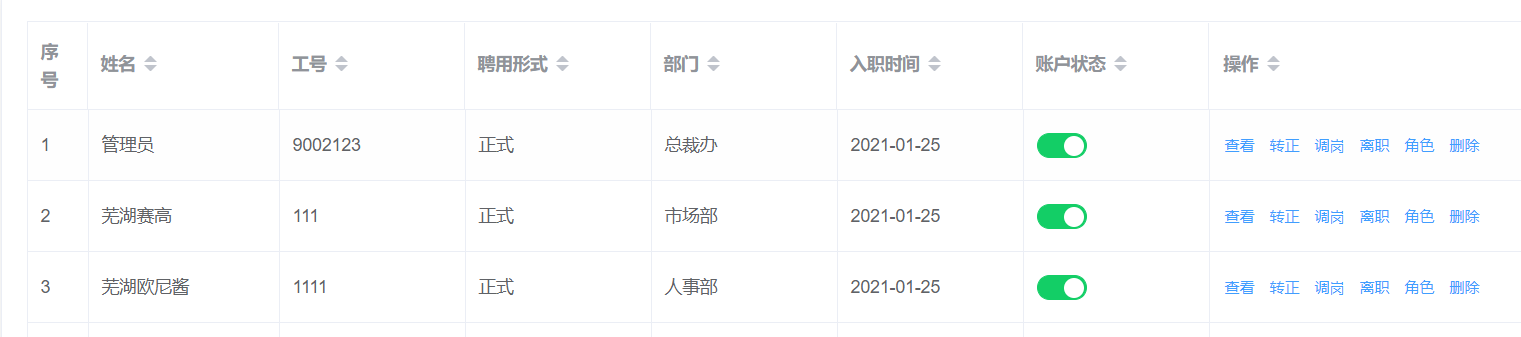 序号 姓名 工号 聘用形式 部门 入职时间 账户状态 操作
1 管理员 9002123 正式 总裁办 2021-01-25 查看 转正 调岗 离职 角色 删除
2 芜湖赛高 111 正式 市场部 2021-01-25 查看 转正 调岗 离职 角色 删除
3 芜湖欧尼酱 1111 正式 人事部 2021-01-25 查看 转正 调岗 离职 角色 删除